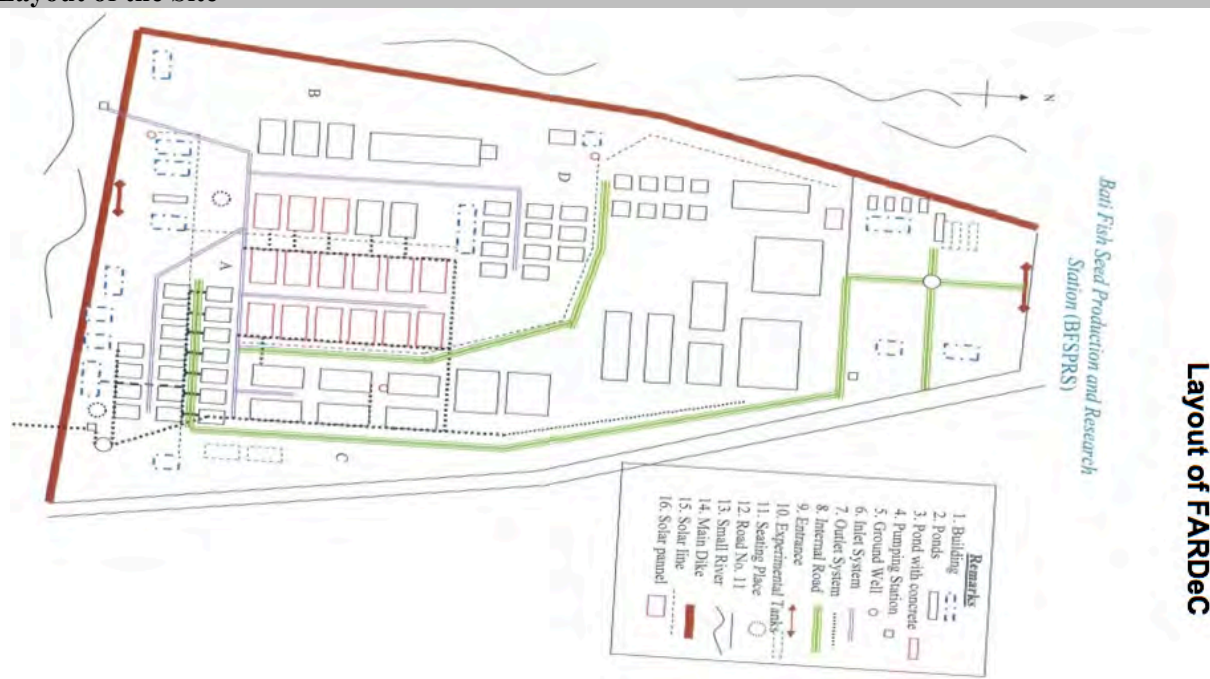 Layout of the Site
Layout of FARDeC
Bati Fish Seed Production and Research
Station (BFSPRS)
N
B
D
A
C
Remarks
1. Building
2. Ponds
3. Pond with concrete
4. Pumping Station
5. Ground Well
6. Inlet System
7. Outlet System
8. Internal Road
9. Entrance
10. Experimental Tanks
11. Seating Place
12. Road No. 11
13. Small River
14. Main Dike
15. Solar line
16. Solar pannel